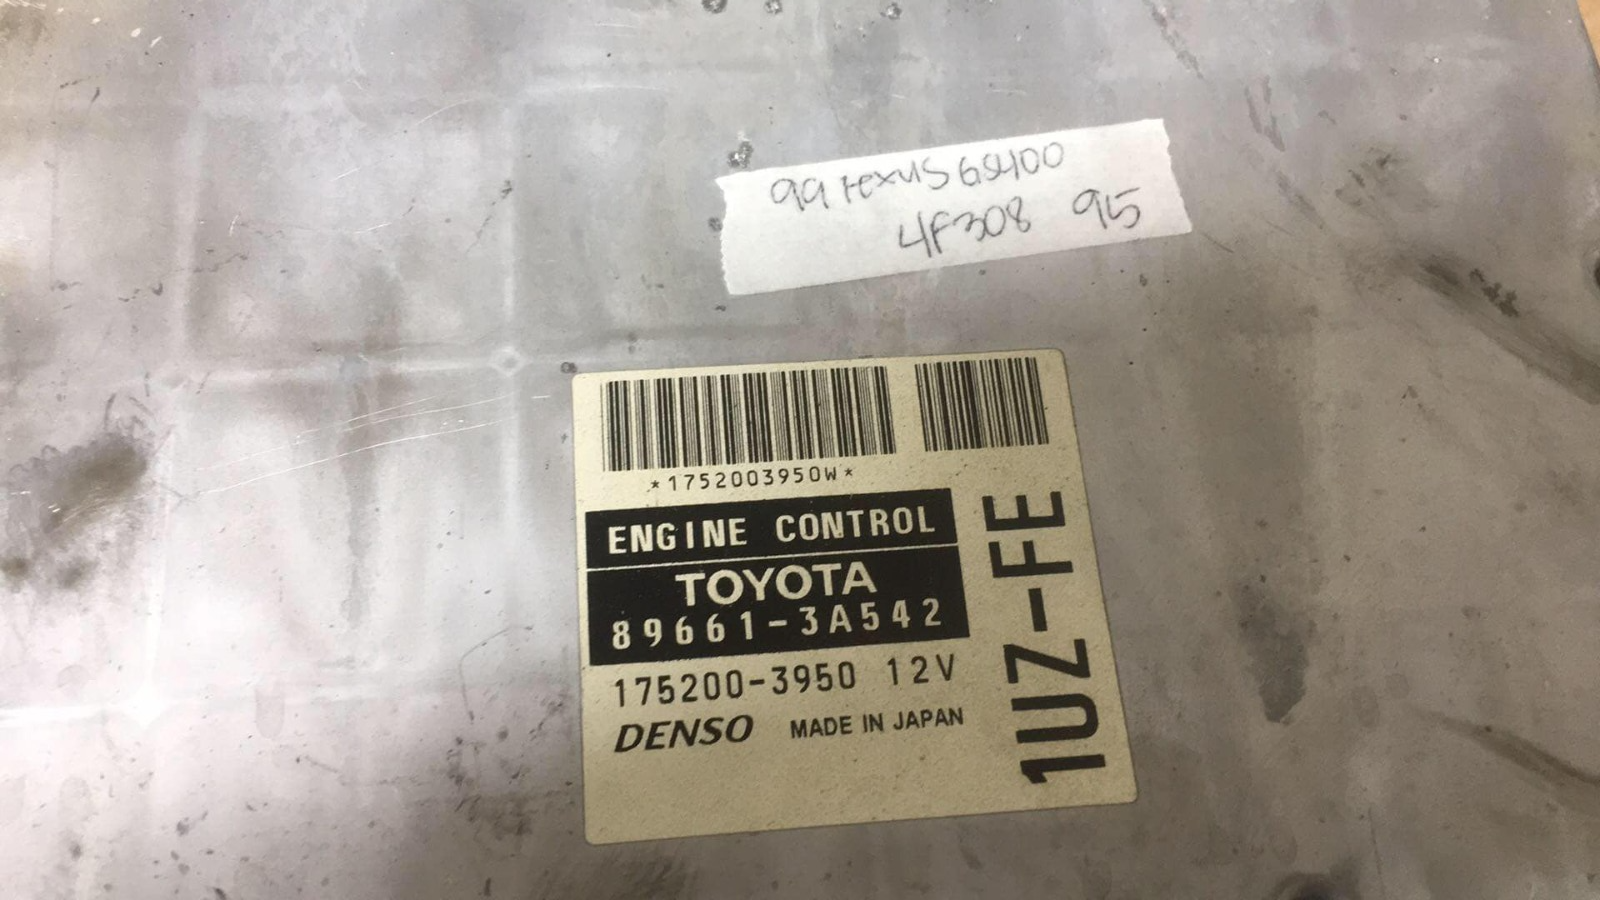 99 Lexus GS400
4F308 95
*1752003950W*
ENGINE CONTROL
TOYOTA
89661-3A542
175200-3950 12V
DENSO MADE IN JAPAN
1UZ-FE